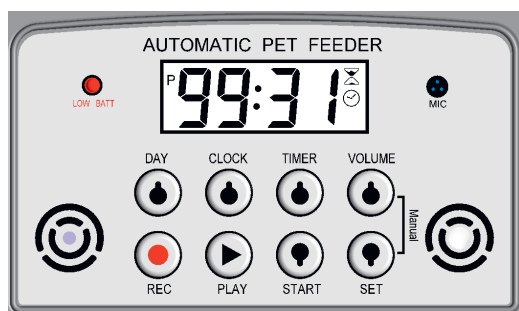 AUTOMATIC PET FEEDER
P 99:31
LOW BATT
MIC
DAY CLOCK TIMER VOLUME
Manual
REC PLAY START SET